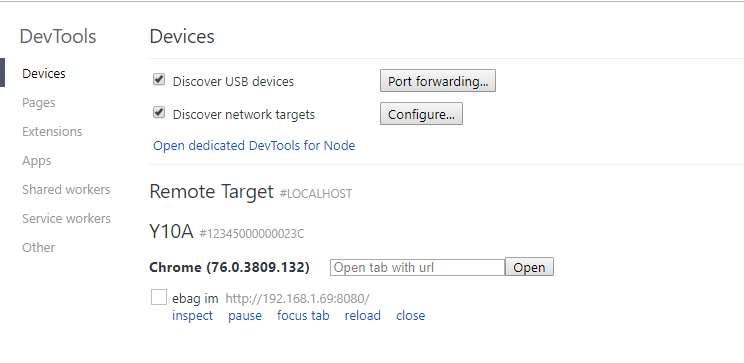 DevTools
Devices
Pages
Extensions
Apps
Shared workers
Service workers
Other
Devices
Discover USB devices Port forwarding...
Discover network targets Configure...
Open dedicated DevTools for Node
Remote Target #LOCALHOST
Y10A #12345000000023C
Chrome (76.0.3809.132) Open tab with url Open
ebag im http://192.168.1.69:8080/
inspect pause focus tab reload close